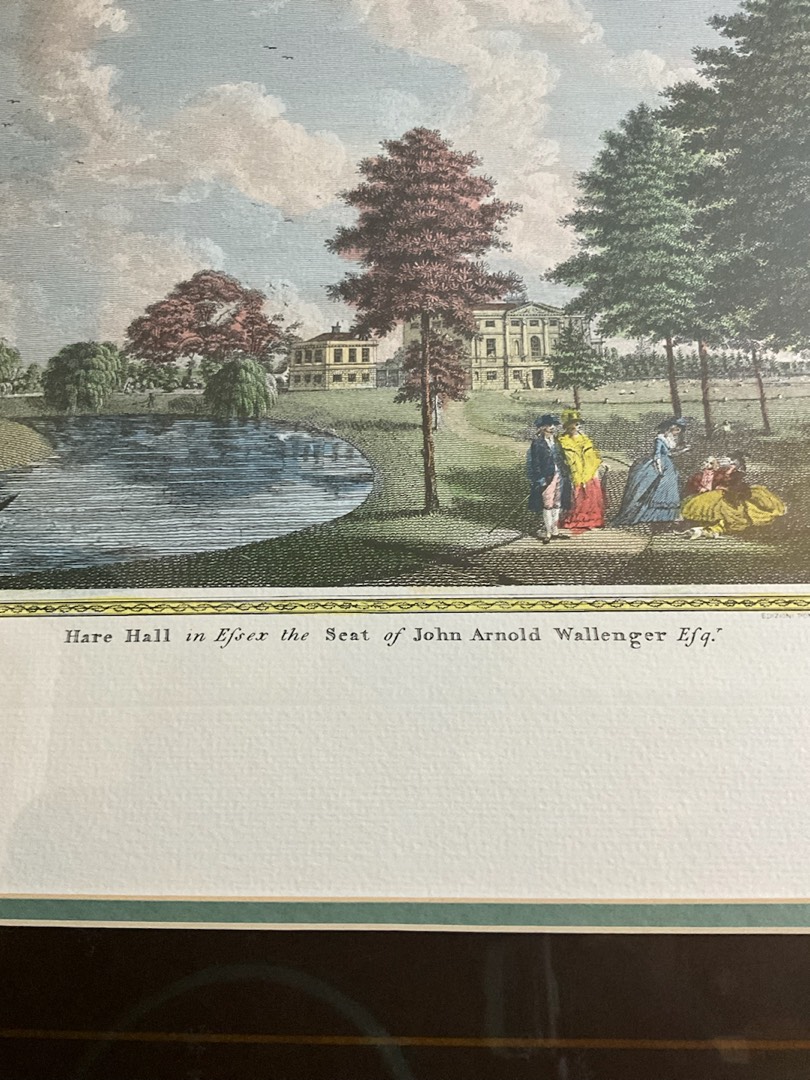 Hare Hall in Eſsex the Seat of John Arnold Wallenger Eſq.ʳ